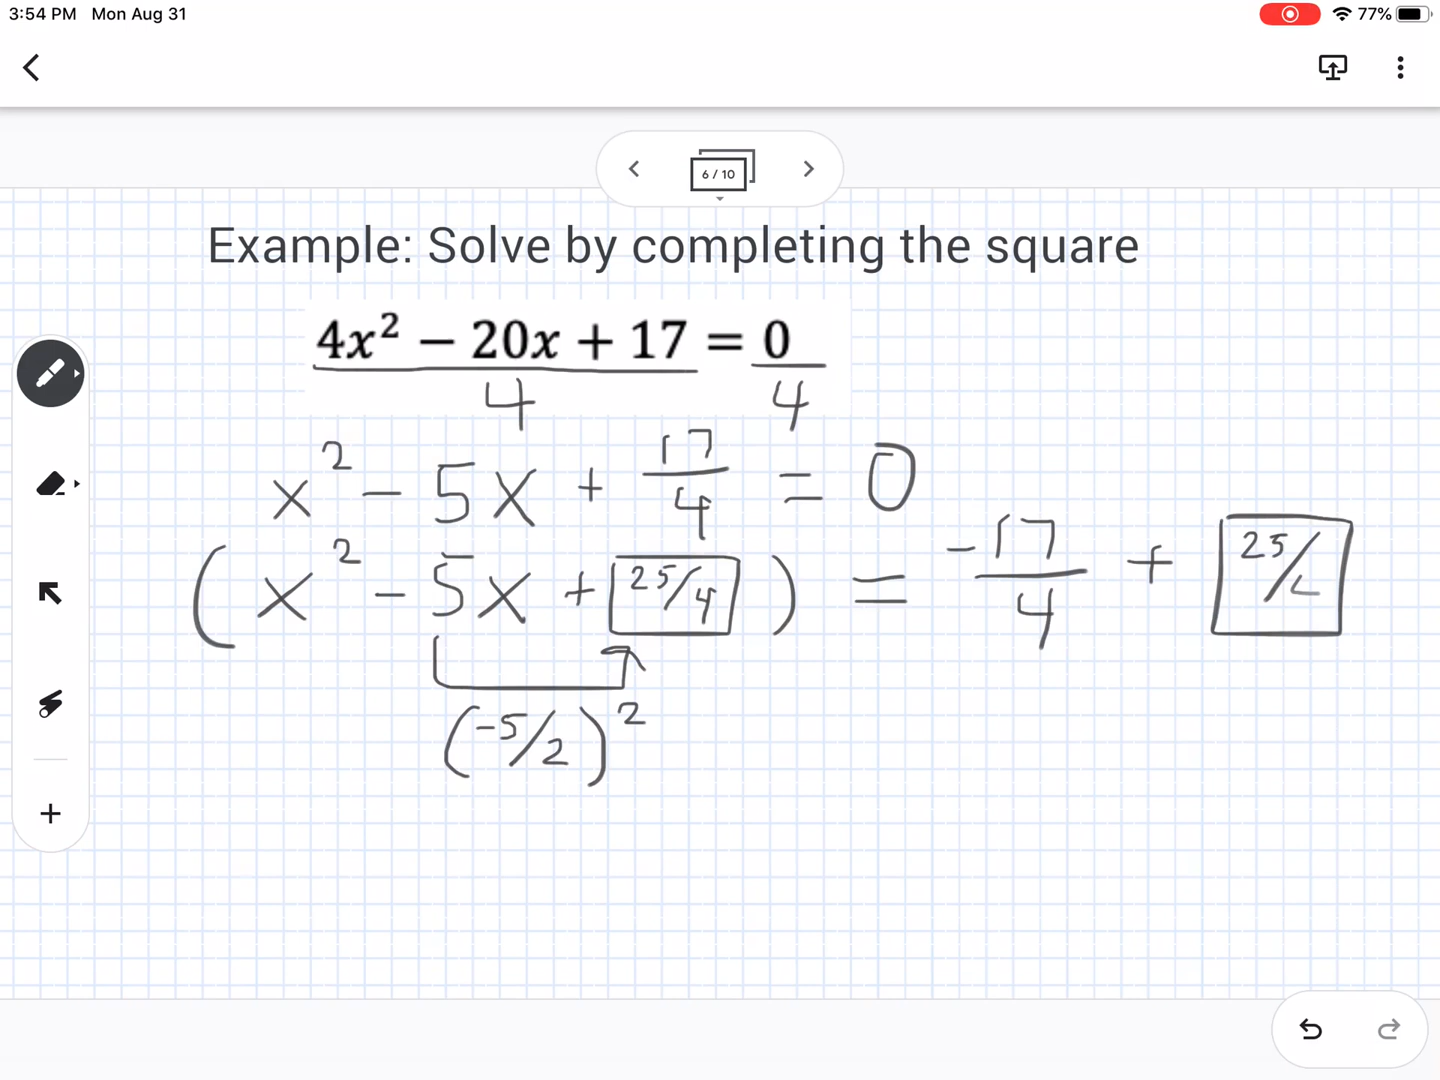 3:54 PM Mon Aug 31 77%
6 / 10
Example: Solve by completing the square
4x² − 20x + 17 = 0
4 4
x² - 5x + 17/4 = 0
(x² - 5x + 25/4) = -17/4 + 25/
(-5/2)²